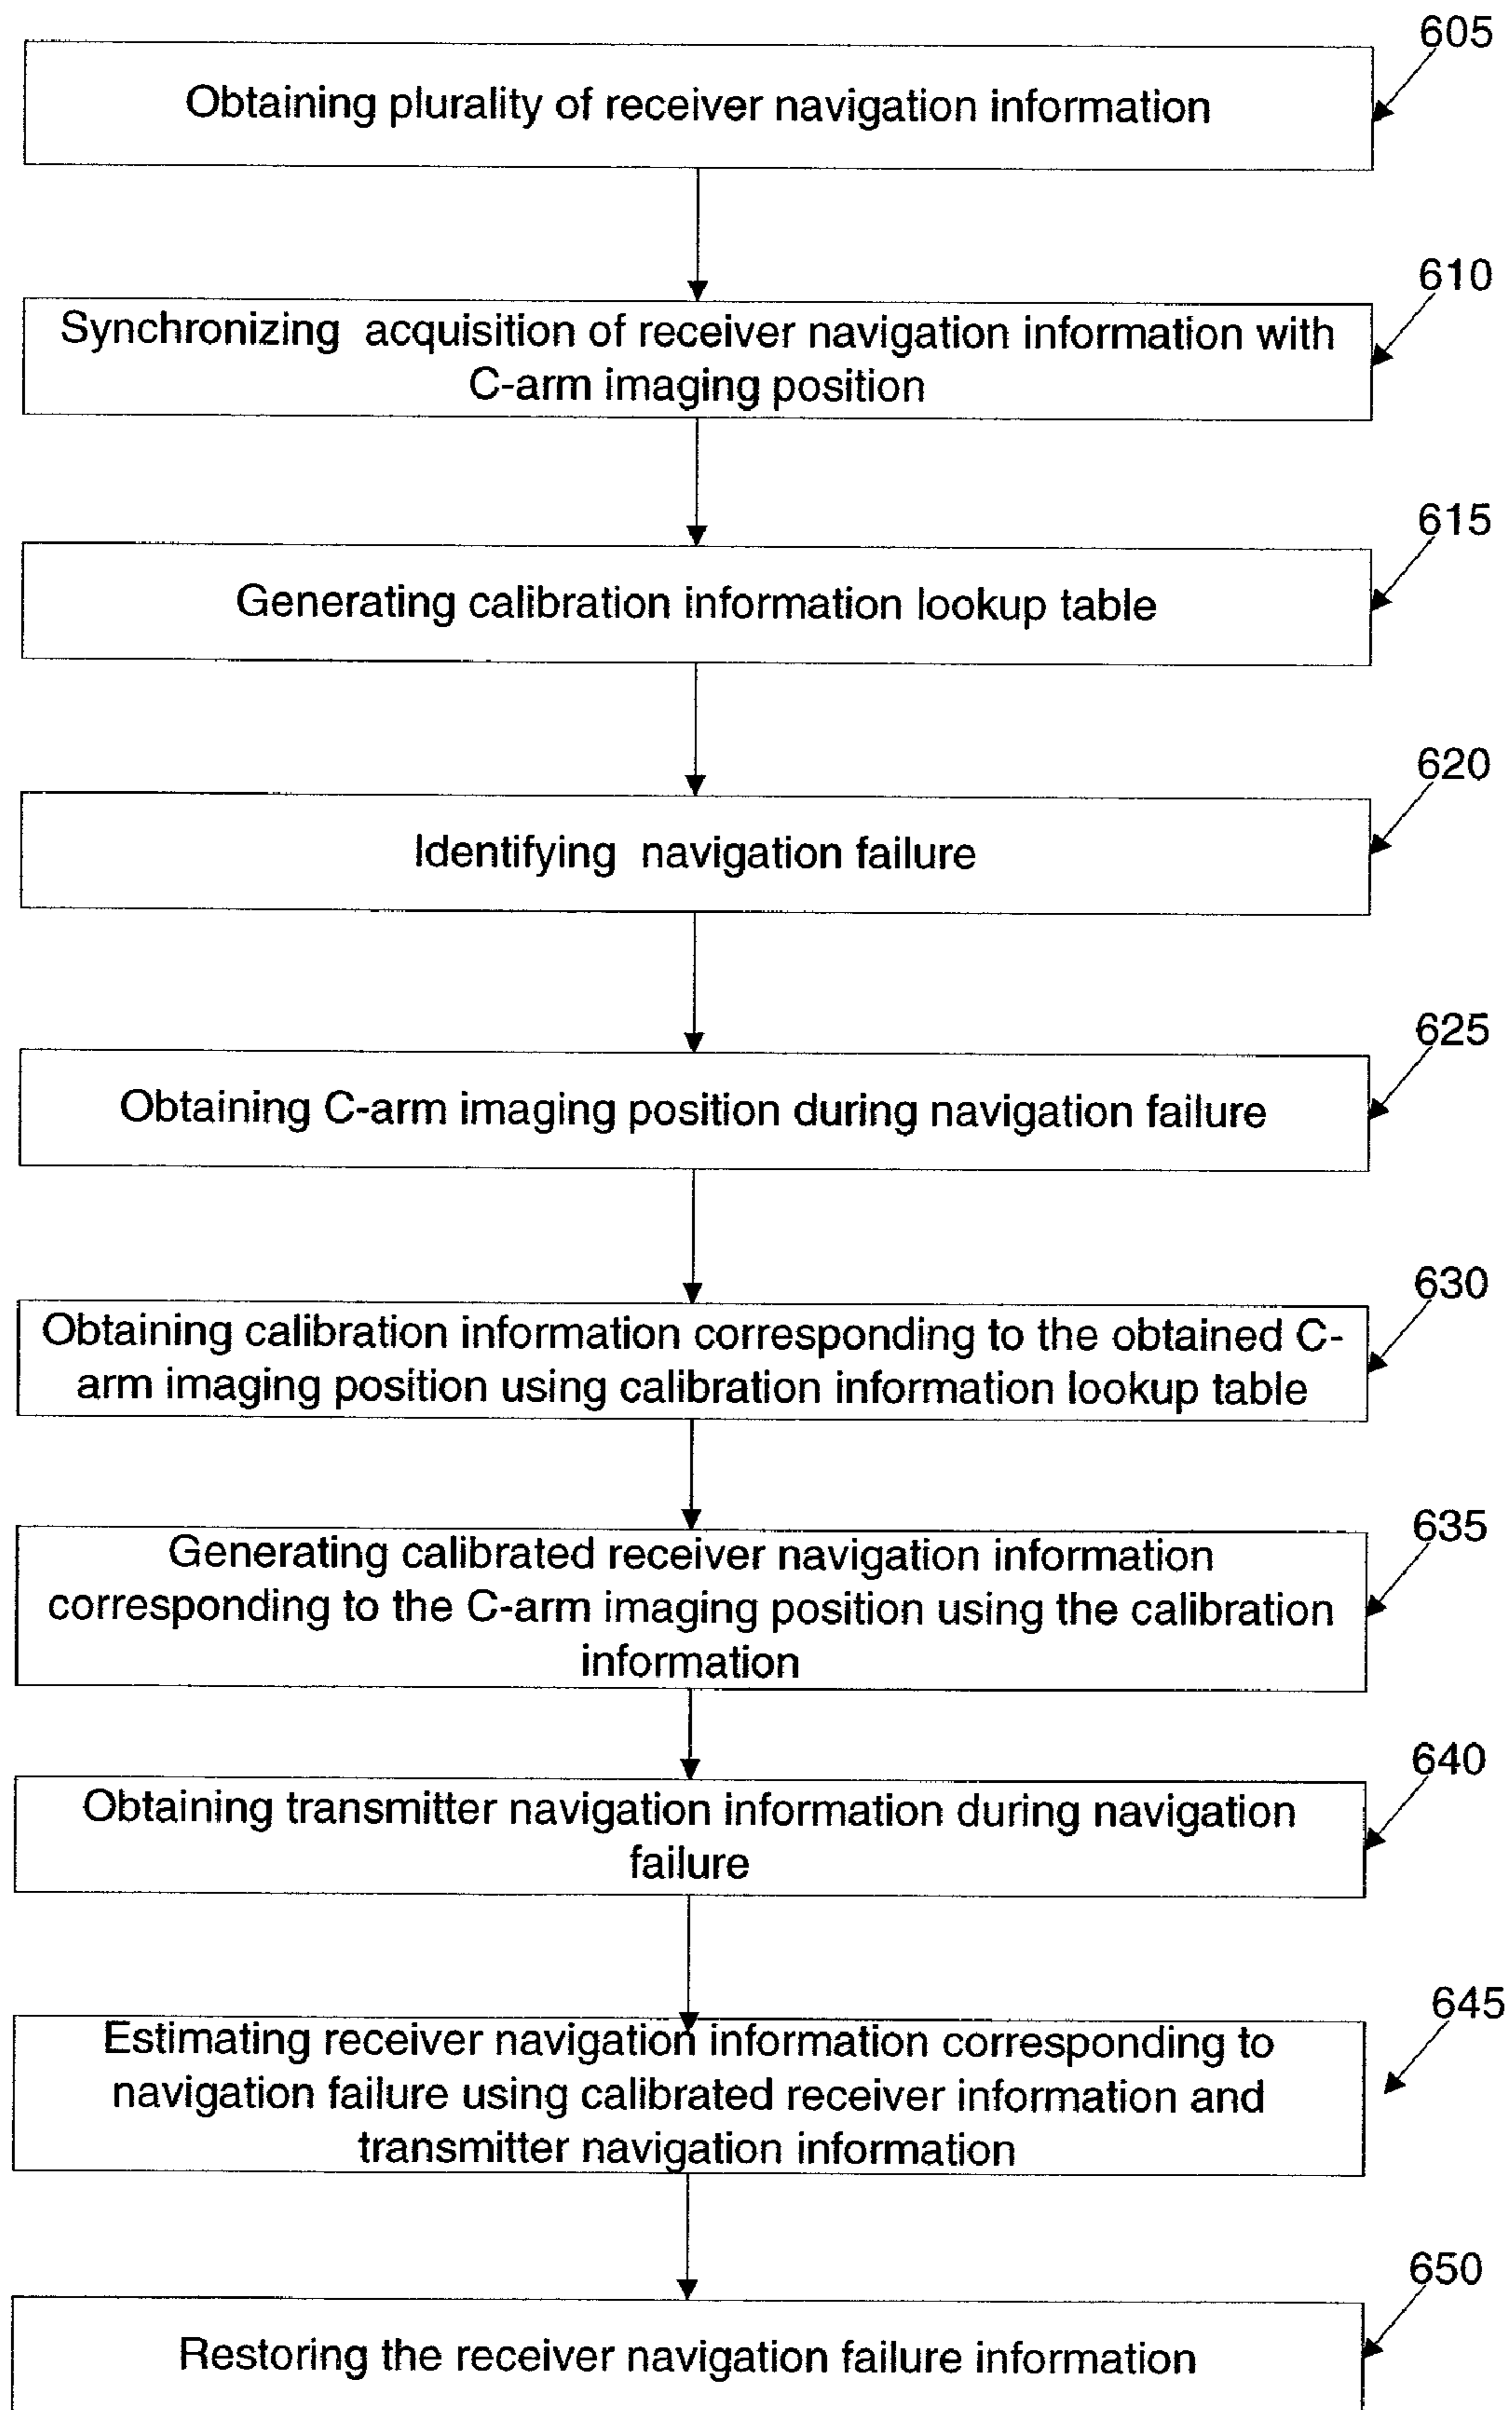 605
Obtaining plurality of receiver navigation information
610
Synchronizing acquisition of receiver navigation information with
C-arm imaging position
615
Generating calibration information lookup table
620
Identifying navigation failure
625
Obtaining C-arm imaging position during navigation failure
630
Obtaining calibration information corresponding to the obtained C-
arm imaging position using calibration information lookup table
635
Generating calibrated receiver navigation information
corresponding to the C-arm imaging position using the calibration
information
640
Obtaining transmitter navigation information during navigation
failure
645
Estimating receiver navigation information corresponding to
navigation failure using calibrated receiver information and
transmitter navigation information
650
Restoring the receiver navigation failure information